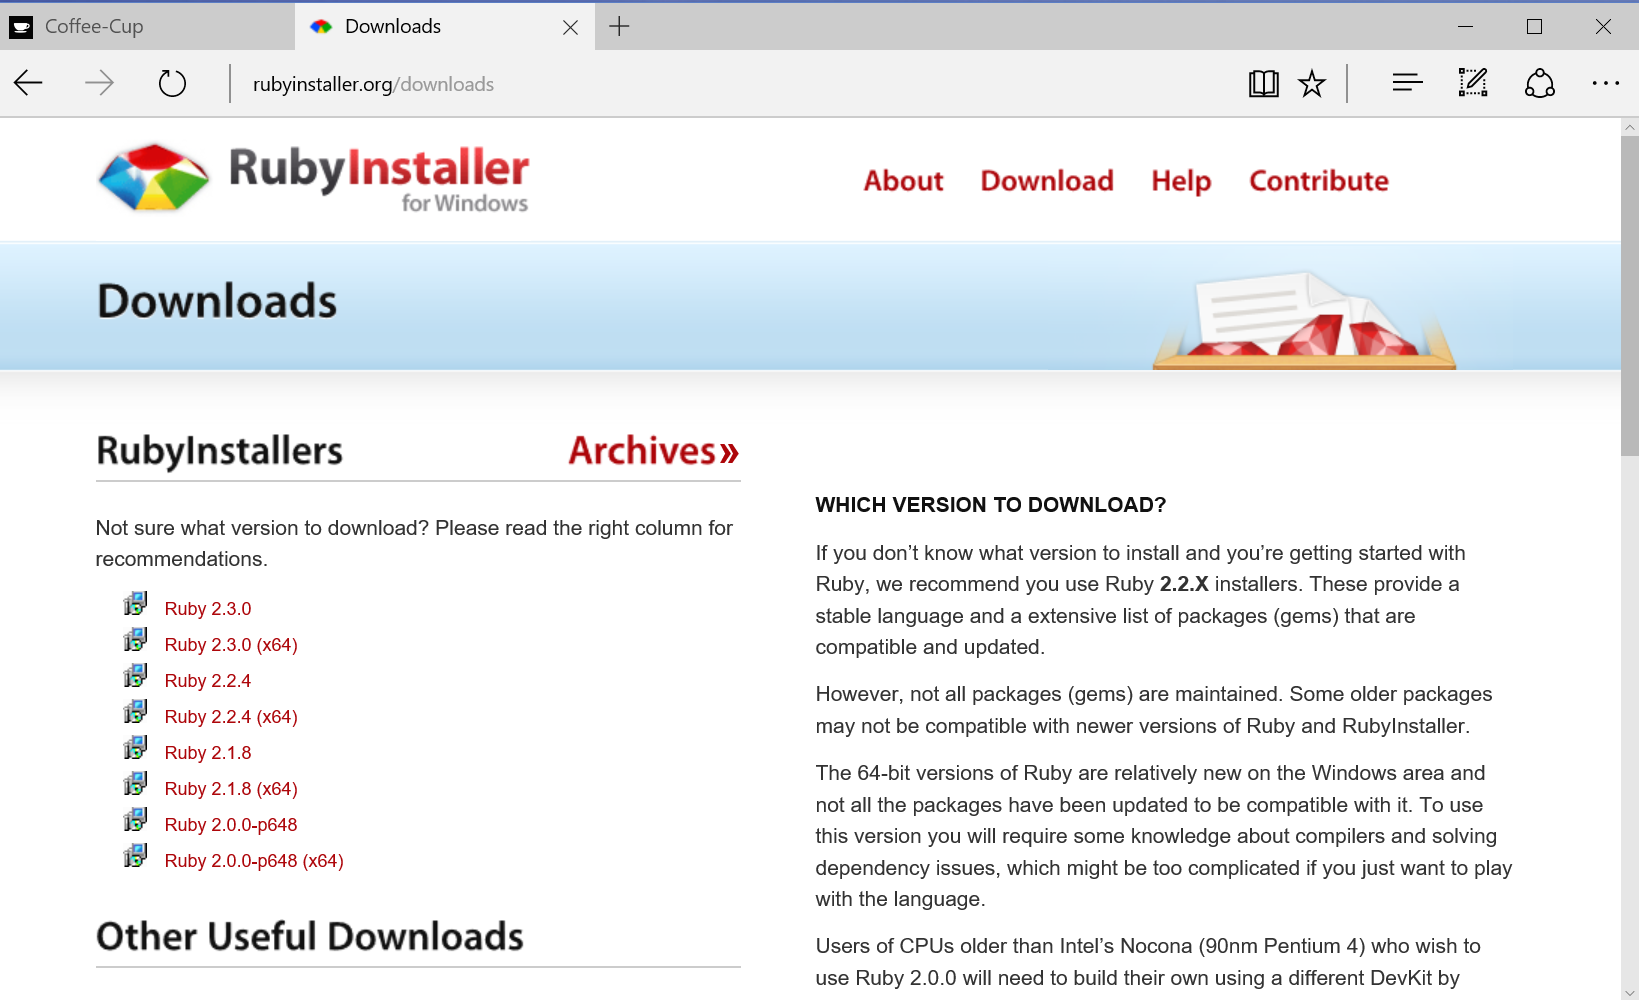 Coffee-Cup
Downloads
rubyinstaller.org/downloads
RubyInstaller
for Windows
About Download Help Contribute
Downloads
RubyInstallers
Archives»
Not sure what version to download? Please read the right column for
recommendations.
Ruby 2.3.0
Ruby 2.3.0 (x64)
Ruby 2.2.4
Ruby 2.2.4 (x64)
Ruby 2.1.8
Ruby 2.1.8 (x64)
Ruby 2.0.0-p648
Ruby 2.0.0-p648 (x64)
Other Useful Downloads
WHICH VERSION TO DOWNLOAD?
If you don’t know what version to install and you’re getting started with
Ruby, we recommend you use Ruby 2.2.X installers. These provide a
stable language and a extensive list of packages (gems) that are
compatible and updated.
However, not all packages (gems) are maintained. Some older packages
may not be compatible with newer versions of Ruby and RubyInstaller.
The 64-bit versions of Ruby are relatively new on the Windows area and
not all the packages have been updated to be compatible with it. To use
this version you will require some knowledge about compilers and solving
dependency issues, which might be too complicated if you just want to play
with the language.
Users of CPUs older than Intel’s Nocona (90nm Pentium 4) who wish to
use Ruby 2.0.0 will need to build their own using a different DevKit by